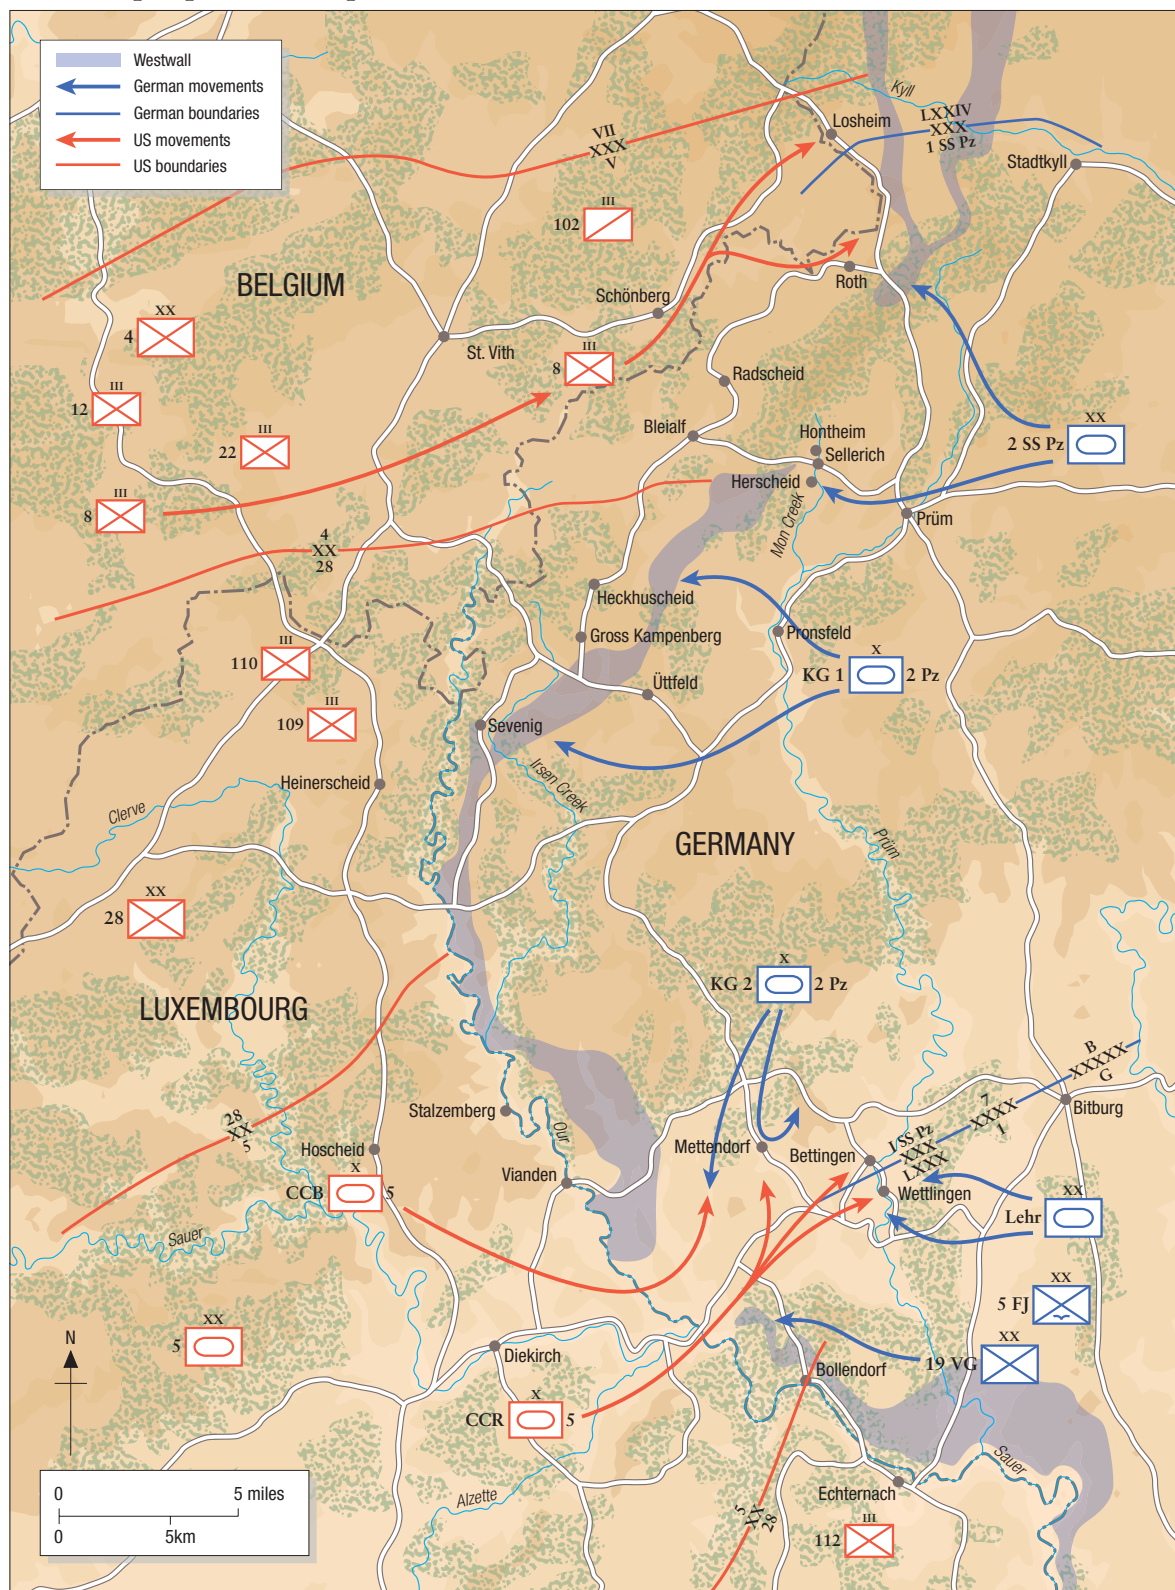 Westwall
German movements
German boundaries
US movements
US boundaries
Kyll
LXXIV
XXX
1 SS Pz
VII
XXX
V
Losheim
Stadtkyll
III
102
BELGIUM
Roth
Schönberg
XX
4
St. Vith
III
8
III
12
Radscheid
XX
2 SS Pz
III
22
Bleialf
Hontheim
Sellerich
Herscheid
III
8
Prüm
Mon Creek
4
XX
28
Heckhuscheid
Gross Kampenberg
Pronsfeld
III
110
X
KG 1
2 Pz
Üttfeld
III
109
Sevenig
Irsen Creek
Heinerscheid
Clerve
GERMANY
Prüm
XX
28
X
KG 2
2 Pz
LUXEMBOURG
B
XXXXX
G
7
XXXX
1
Bitburg
Stalzemberg
28
XX
5
Our
I SS Pz
XXX
LXXX
Hoscheid
Mettendorf
Bettingen
X
CCB
5
Vianden
Wettlingen
XX
Lehr
Sauer
XX
5 FJ
XX
5
N
Diekirch
XX
19 VG
Bollendorf
X
CCR
5
Sauer
Echternach
Alzette
5
XX
28
III
112
0
5 miles
0
5km